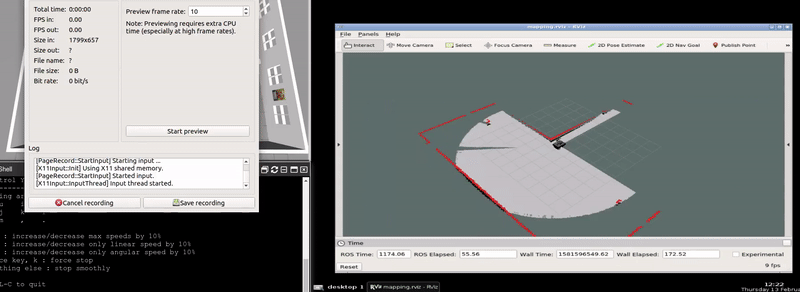 Total time: 0:00:00
FPS in: 0.00
FPS out: 0.00
Size in: 1799x657
Size out: ?
File name: ?
File size: 0 B
Bit rate: 0 bit/s
Preview frame rate: 10
Note: Previewing requires extra CPU
time (especially at high frame rates).
Start preview
Log
[PageRecord::StartInput] Starting input ...
[X11Input::Init] Using X11 shared memory.
[PageRecord::StartInput] Started input.
[X11Input::InputThread] Input thread started.
Cancel recording
Save recording
Shell
: increase/decrease max speeds by 10%
: increase/decrease only linear speed by 10%
: increase/decrease only angular speed by 10%
ce key, k : force stop
thing else : stop smoothly
L-C to quit
mapping.rviz - RViz
File Panels Help
Interact Move Camera Select Focus Camera Measure 2D Pose Estimate 2D Nav Goal Publish Point
Time
ROS Time: 1174.06 ROS Elapsed: 55.56 Wall Time: 1581596549.62 Wall Elapsed: 172.52 Experimental
Reset
9 fps
desktop 1
mapping.rviz - RViz
12:22
Thursday 13 Februa